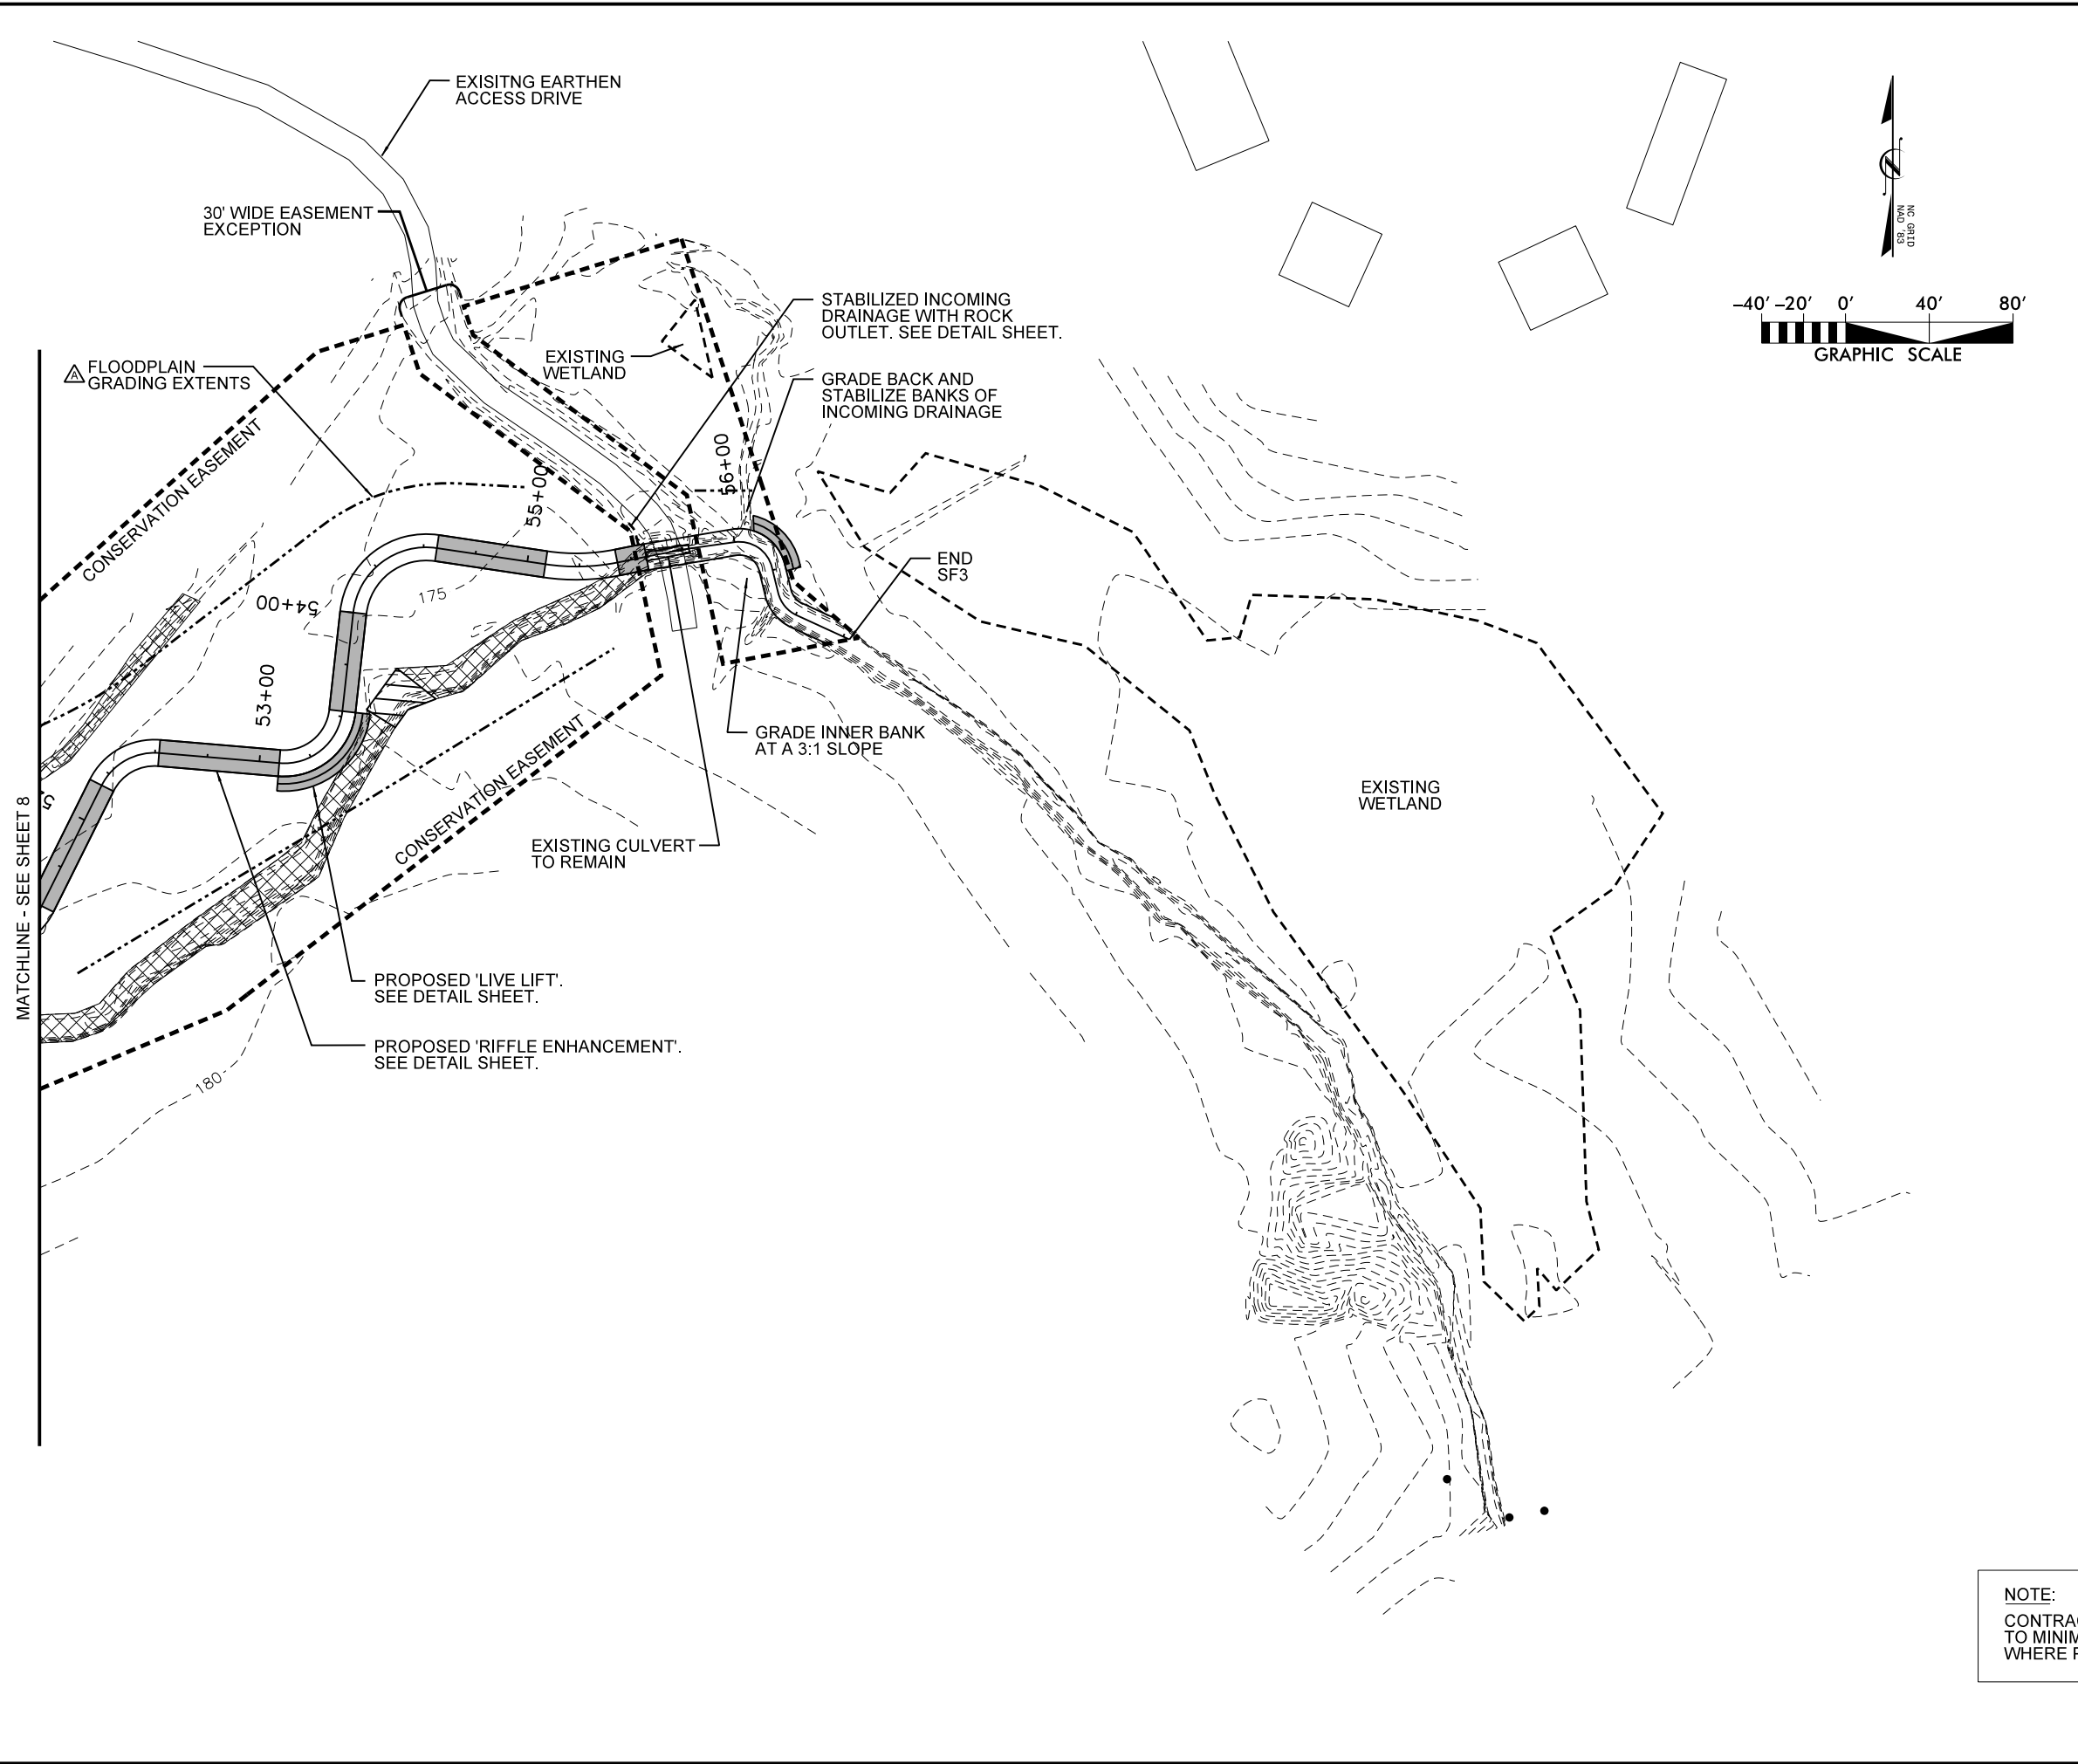 EXISITNG EARTHEN
ACCESS DRIVE
30' WIDE EASEMENT
EXCEPTION
NC GRID
NAD '83
STABILIZED INCOMING
DRAINAGE WITH ROCK
OUTLET. SEE DETAIL SHEET.
–40' –20' 0' 40' 80'
GRAPHIC SCALE
EXISTING
WETLAND
A FLOODPLAIN
GRADING EXTENTS
GRADE BACK AND
STABILIZE BANKS OF
INCOMING DRAINAGE
CONSERVATION EASEMENT
55+00
56+00
END
SF3
175
54+00
53+00
GRADE INNER BANK
AT A 3:1 SLOPE
5
EXISTING
WETLAND
CONSERVATION EASEMENT
EXISTING CULVERT
TO REMAIN
MATCHLINE - SEE SHEET 8
PROPOSED 'LIVE LIFT'.
SEE DETAIL SHEET.
PROPOSED 'RIFFLE ENHANCEMENT'.
SEE DETAIL SHEET.
180
NOTE:
TO MINIM
WHERE